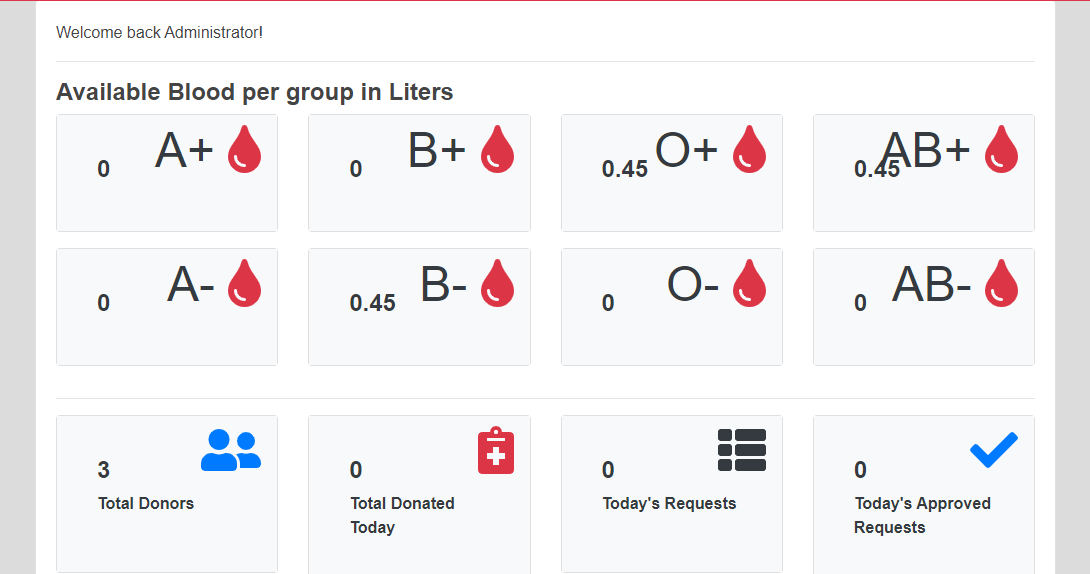 Welcome back Administrator!
Available Blood per group in Liters
0 A+
0 B+
0.45 O+
0.45 AB+
0 A-
0.45 B-
0 O-
0 AB-
3
Total Donors
0
Total Donated
Today
0
Today's Requests
0
Today's Approved
Requests